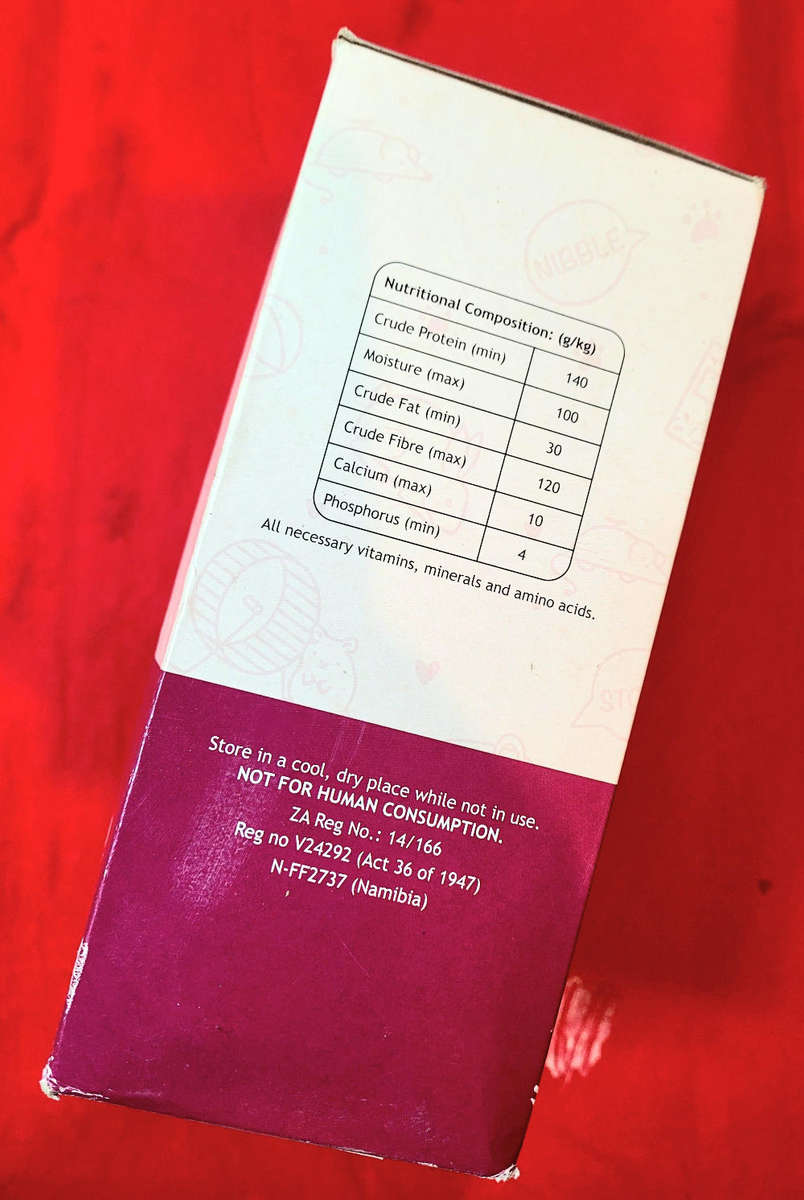 NIBBLE
Nutritional Composition: (g/kg)
Crude Protein (min) 140
Moisture (max) 100
Crude Fat (min) 30
Crude Fibre (max) 120
Calcium (max) 10
Phosphorus (min) 4
All necessary vitamins, minerals and amino acids.
Store in a cool, dry place while not in use.
NOT FOR HUMAN CONSUMPTION.
ZA Reg No.: 14/166
Reg no V24292 (Act 36 of 1947)
N-FF2737 (Namibia)